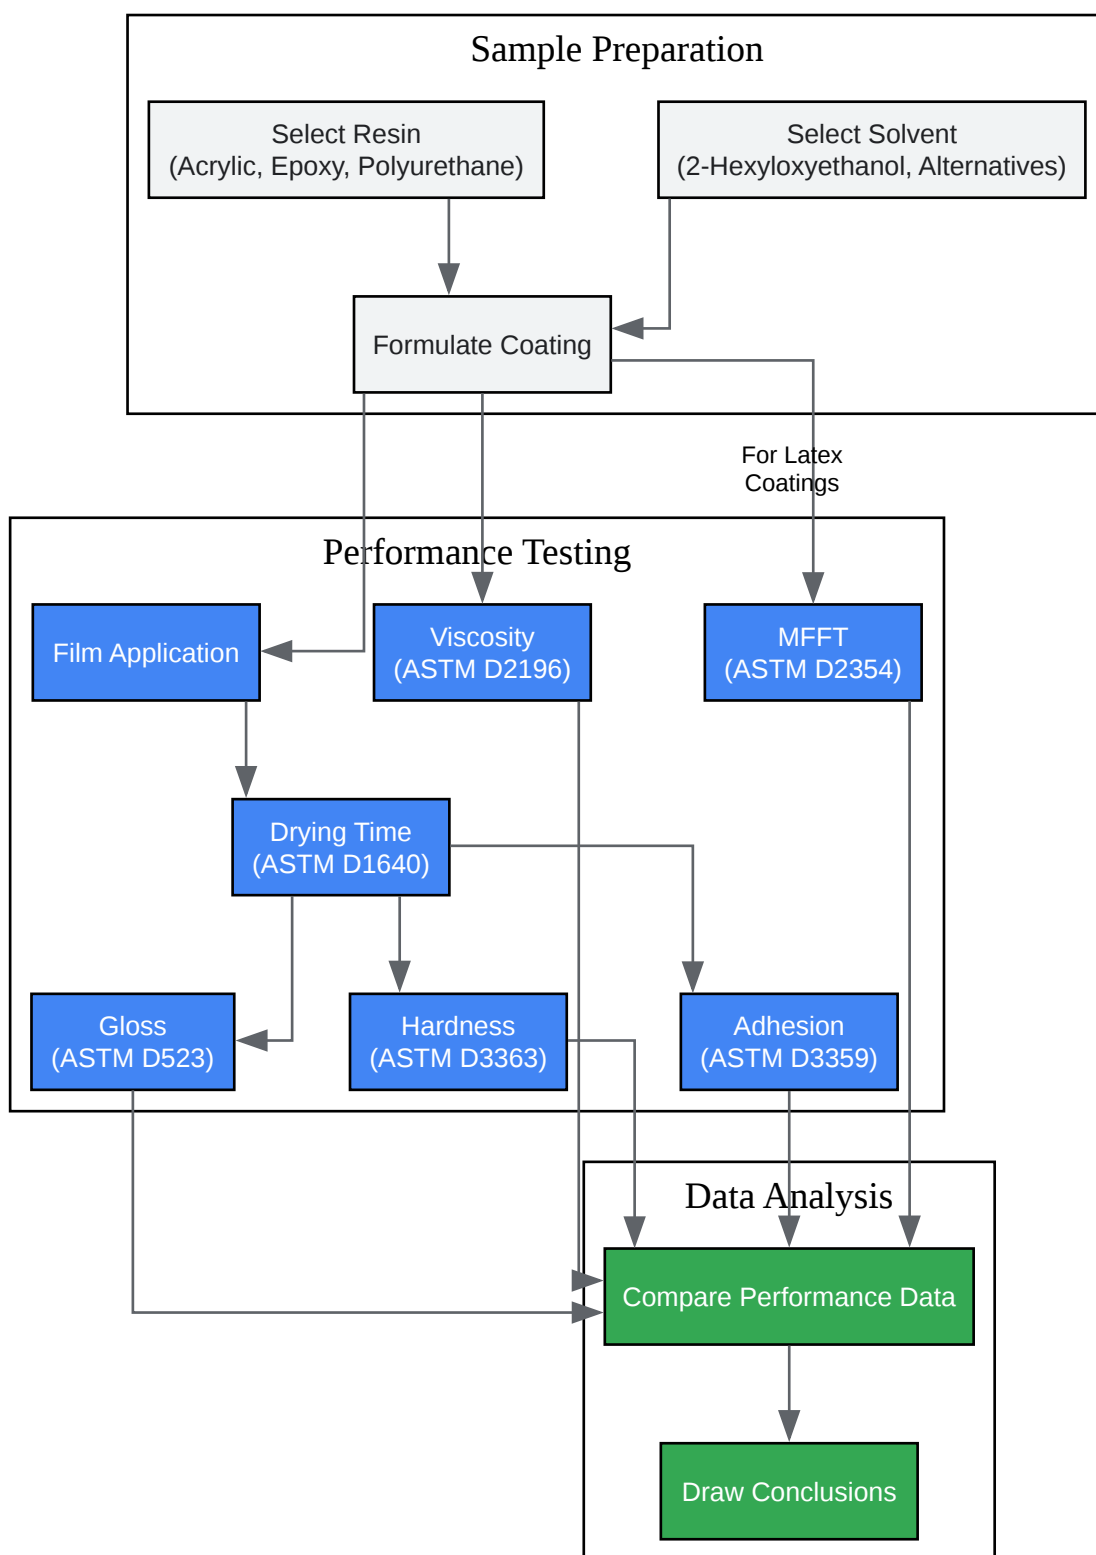 Sample Preparation
Select Resin
(Acrylic, Epoxy, Polyurethane)
Select Solvent
(2-Hexyloxyethanol, Alternatives)
Formulate Coating
For Latex
Coatings
Performance Testing
Film Application
Viscosity
(ASTM D2196)
MFFT
(ASTM D2354)
Drying Time
(ASTM D1640)
Gloss
(ASTM D523)
Hardness
(ASTM D3363)
Adhesion
(ASTM D3359)
Data Analysis
Compare Performance Data
Draw Conclusions